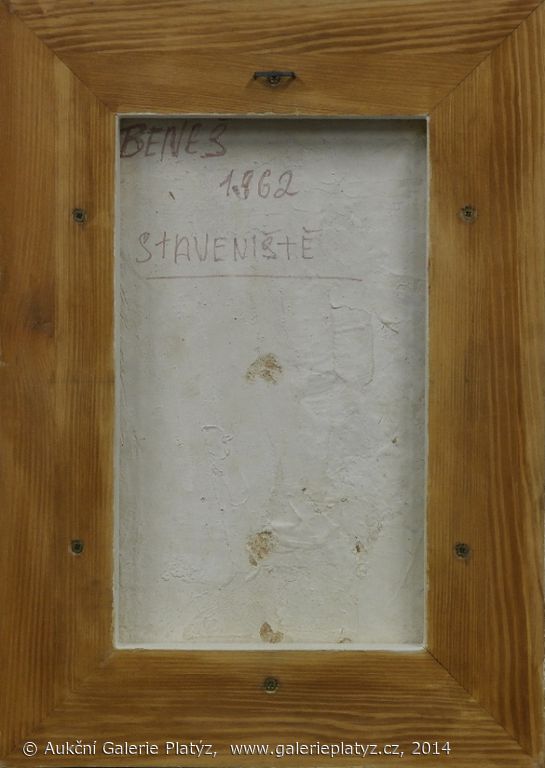 BENEŠ
1962
STAVENIŠTĚ
© Aukční Galerie Platýz, www.galerieplatyz.cz, 2014